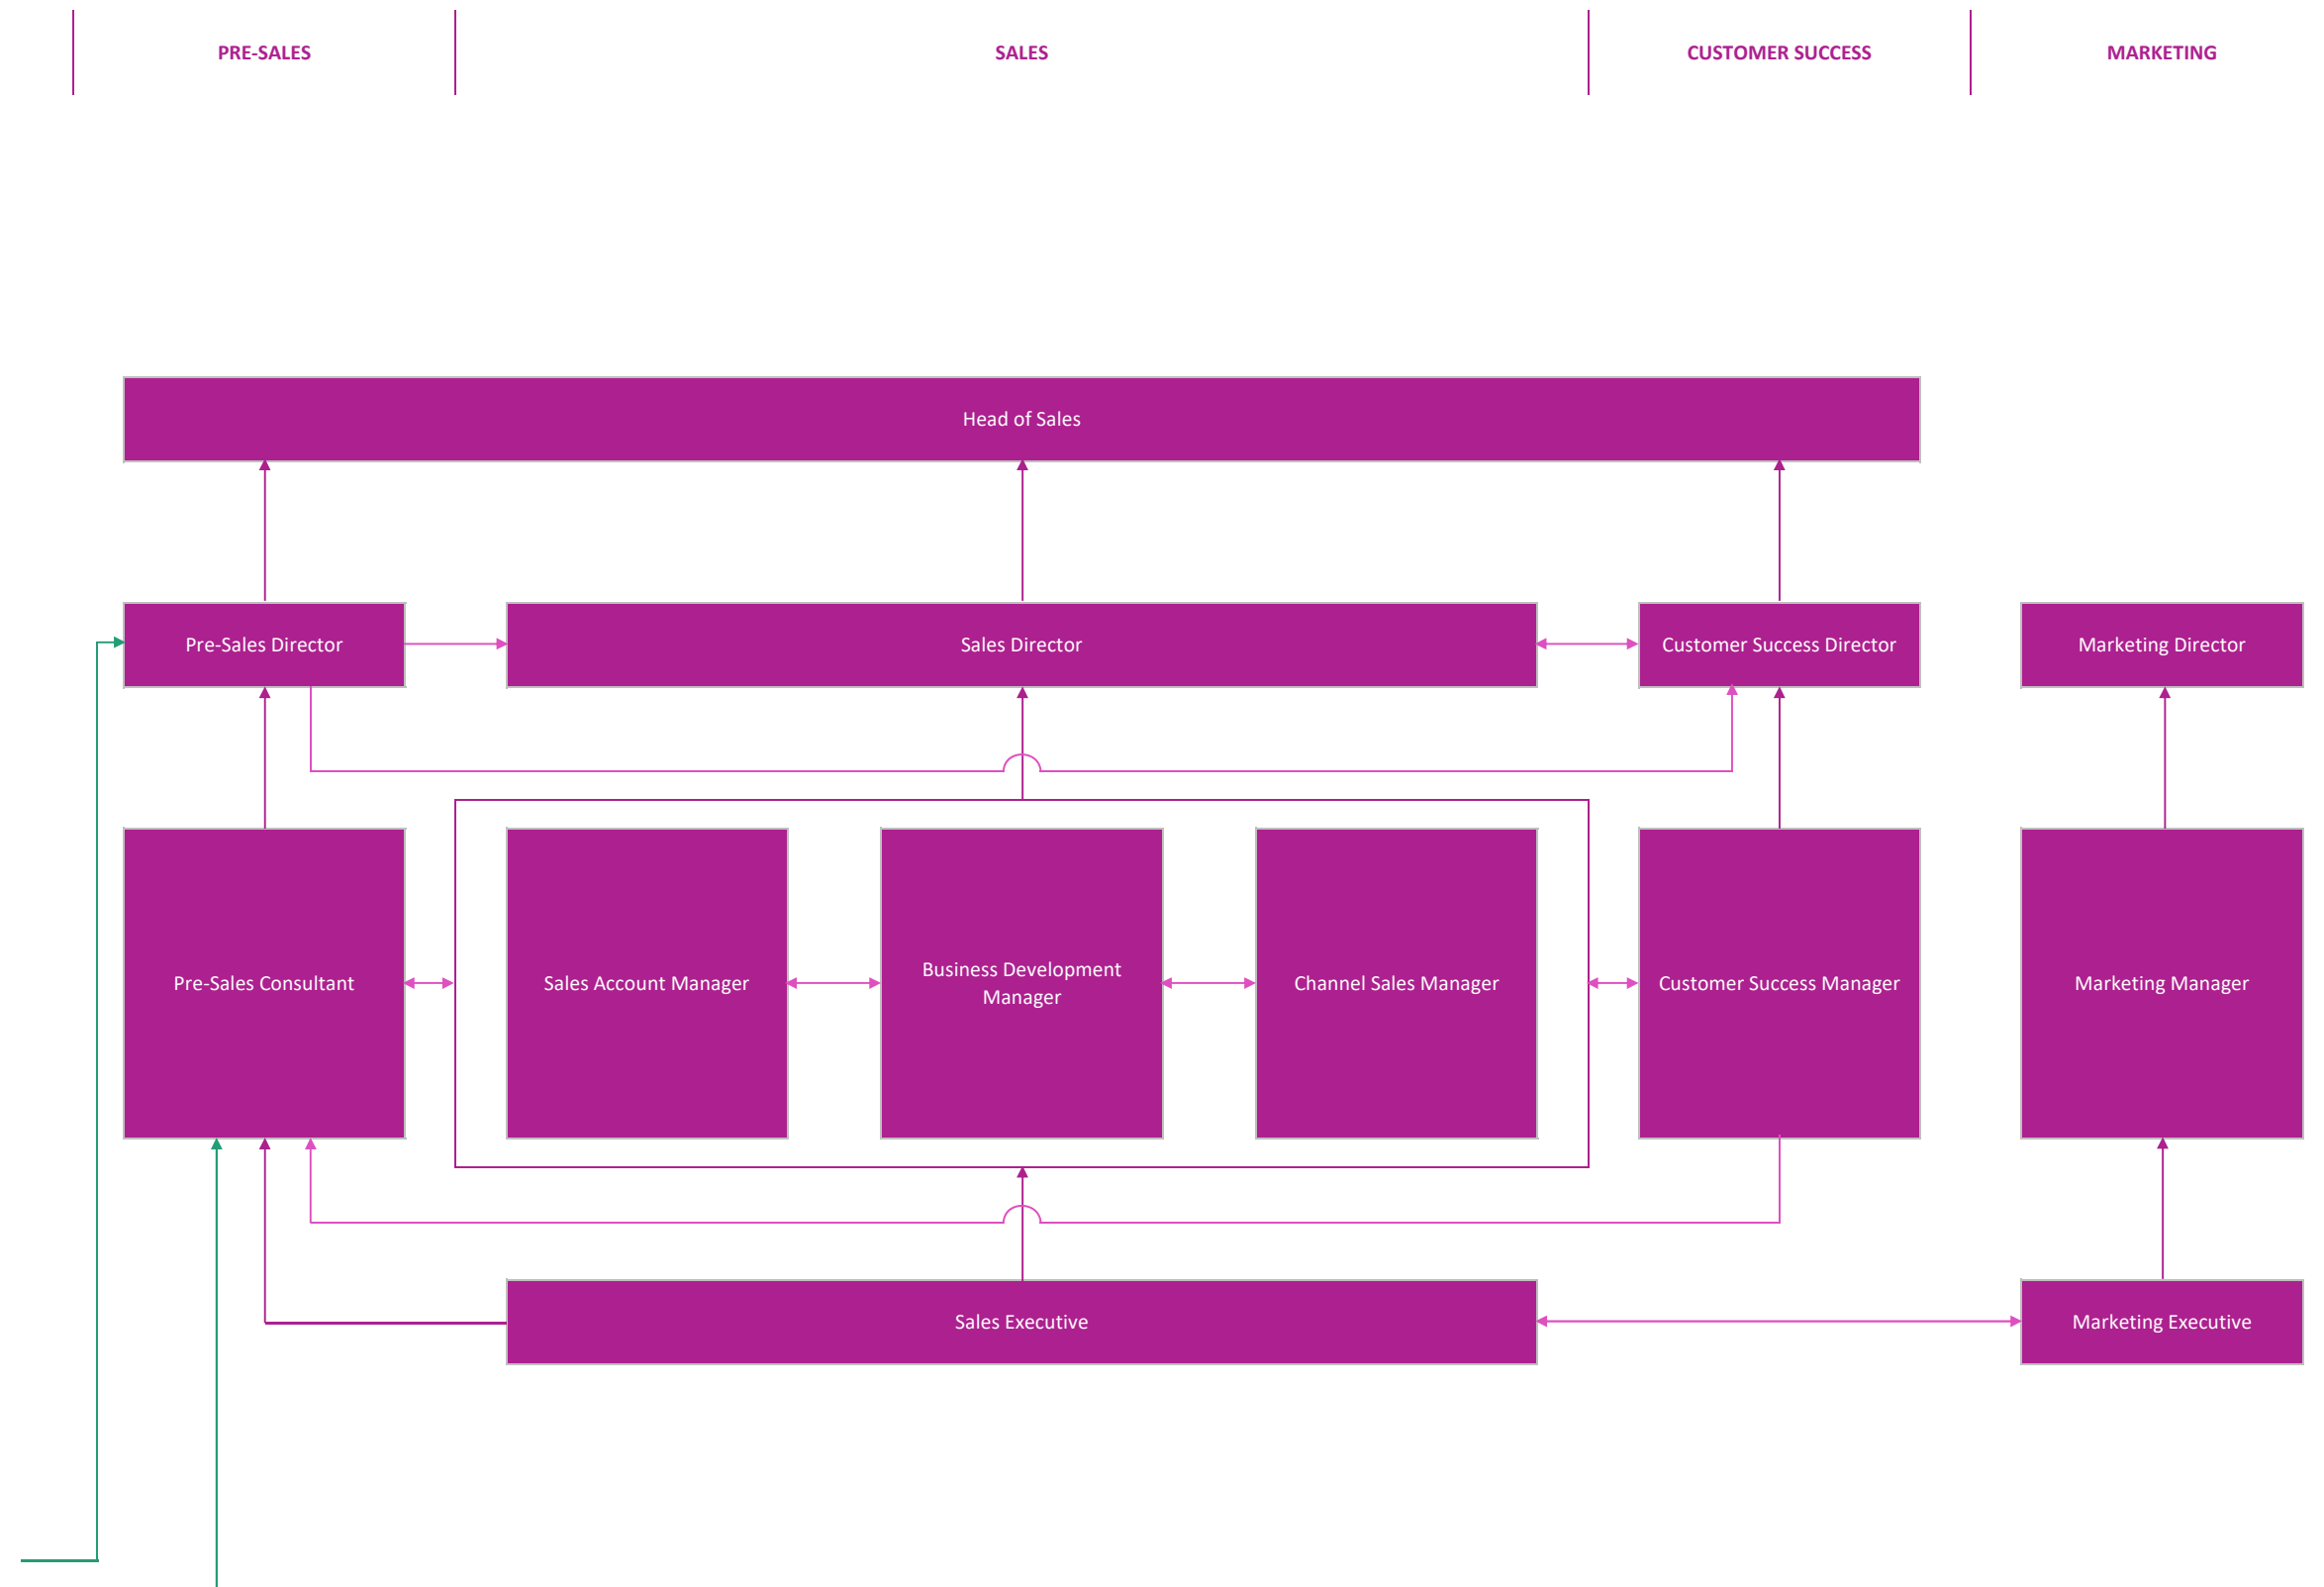 PRE-SALES
SALES
CUSTOMER SUCCESS
MARKETING
Head of Sales
Pre-Sales Director
Sales Director
Customer Success Director
Marketing Director
Pre-Sales Consultant
Sales Account Manager
Business Development
Manager
Channel Sales Manager
Customer Success Manager
Marketing Manager
Sales Executive
Marketing Executive